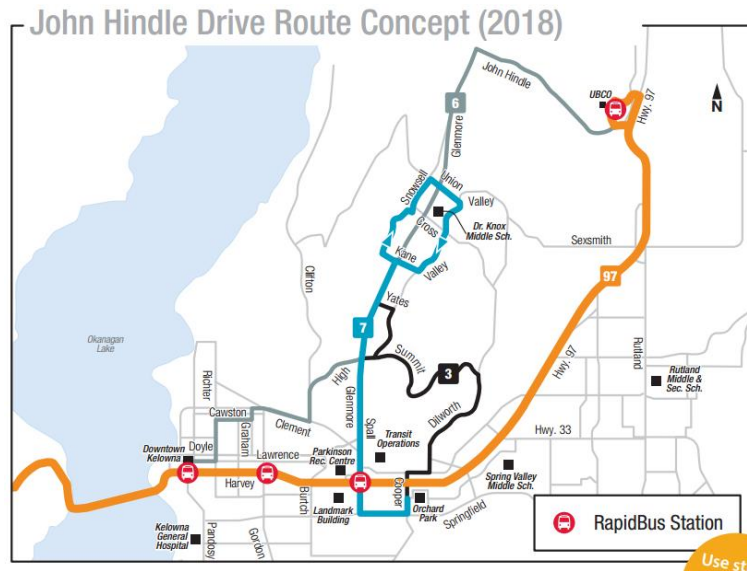 John Hindle Drive Route Concept (2018)
John Hindle
UBCO
Hwy. 97
N
6
Glenmore
Snowsell
Union
Valley
Dr. Knox
Middle Sch.
Cross
Kane
Valley
Sexsmith
Clifton
Yates
97
7
Okanagan
Lake
High
Summit
3
Hwy. 97
Rutland
Rutland
Middle &
Sec. Sch.
Richter
Glenmore
Dilworth
Cawston
Clement
Spall
Graham
Doyle
Downtown
Kelowna
Lawrence
Parkinson
Rec. Centre
Transit
Operations
Hwy. 33
Harvey
Burtch
Cooper
Spring Valley
Middle Sch.
Landmark
Building
Orchard
Park
Springfield
Kelowna
General
Hospital
Pandosy
Gordon
RapidBus Station
Use st